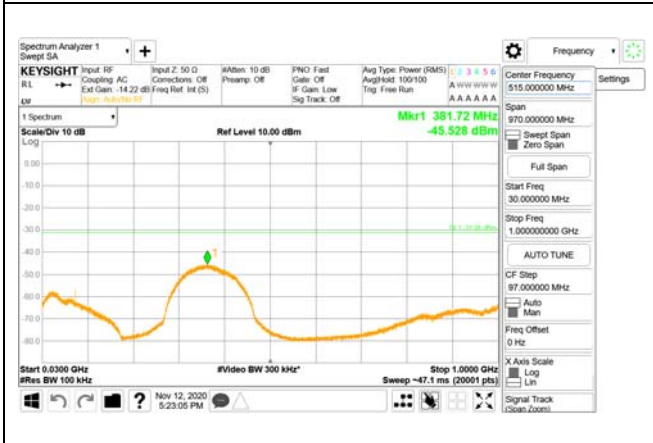 Spectrum Analyzer 1
Swept SA
+
Frequency
KEYSIGHT
Input: RF
Coupling: AC
Ext Gain: -14.22 dB
Align: Auto/No RF
Input Z: 50 Ω
Corrections: Off
Freq Ref: Int (S)
#Atten: 10 dB
Preamp: Off
PNO: Fast
Gate: Off
IF Gain: Low
Sig Track: Off
Avg Type: Power (RMS)
Avg|Hold: 100/100
Trig: Free Run
1 2 3 4 5 6
A W W W W W
A A A A A A
1 Spectrum
Scale/Div 10 dB
Log
Ref Level 10.00 dBm
Mkr1 381.72 MHz
-45.528 dBm
0.00
-10.0
-20.0
-30.0
-40.0
-50.0
-60.0
-70.0
-80.0
1
Start 0.0300 GHz
#Res BW 100 kHz
#Video BW 300 kHz*
Stop 1.0000 GHz
Sweep ~47.1 ms (20001 pts)
Nov 12, 2020
5:23:05 PM
Center Frequency
515.000000 MHz
Settings
Span
970.000000 MHz
Swept Span
Zero Span
Full Span
Start Freq
30.000000 MHz
Stop Freq
1.000000000 GHz
AUTO TUNE
CF Step
97.000000 MHz
Auto
Man
Freq Offset
0 Hz
X Axis Scale
Log
Lin
Signal Track
(Span Zoom)